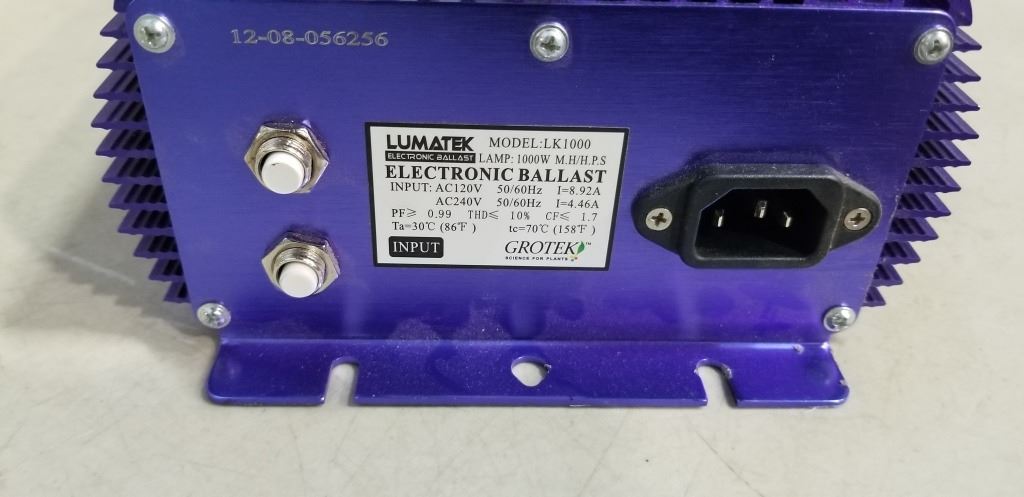 12-08-056256
LUMATEK MODEL:LK1000
ELECTRONIC BALLAST LAMP: 1000W M.H/H.P.S
ELECTRONIC BALLAST
INPUT: AC120V 50/60Hz I=8.92A
AC240V 50/60Hz I=4.46A
PF≥ 0.99 THD≤ 10% CF≤ 1.7
Ta=30℃ (86℉) tc=70℃ (158℉)
INPUT GROTEK™
SCIENCE FOR PLANTS